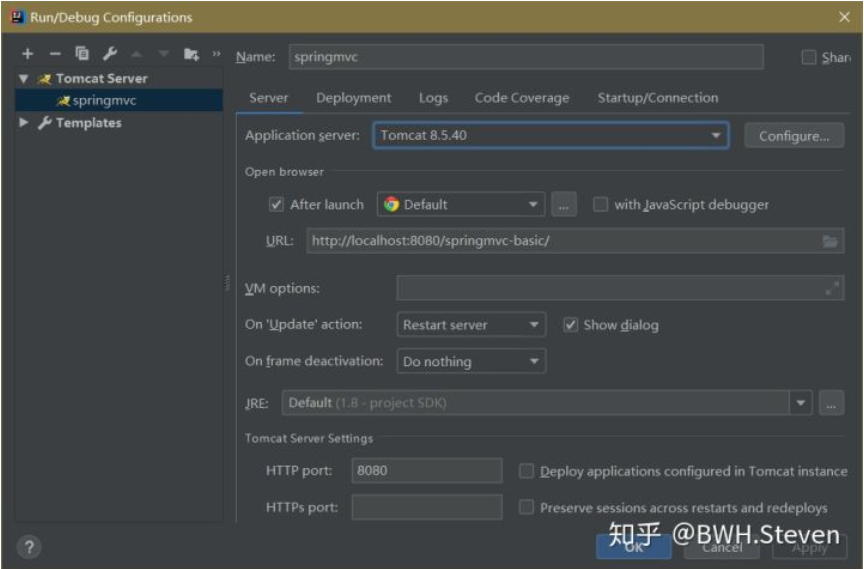 Run/Debug Configurations
Name: springmvc Share
Tomcat Server
springmvc
Templates
Server Deployment Logs Code Coverage Startup/Connection
Application server: Tomcat 8.5.40 Configure...
Open browser
After launch Default ... with JavaScript debugger
URL: http://localhost:8080/springmvc-basic/
VM options:
On 'Update' action: Restart server Show dialog
On frame deactivation: Do nothing
JRE: Default (1.8 - project SDK) ...
Tomcat Server Settings
HTTP port: 8080 Deploy applications configured in Tomcat instance
HTTPs port: Preserve sessions across restarts and redeploys
知乎 @BWH.Steven
? OK Cancel Apply